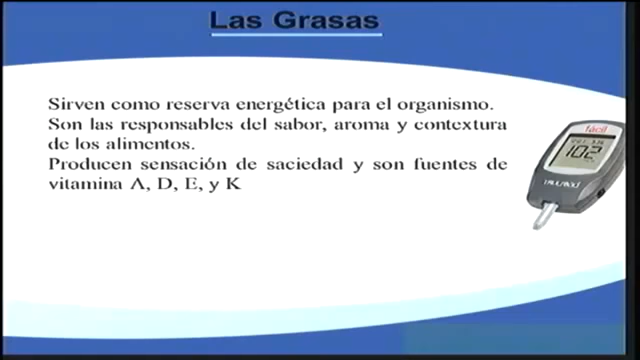 Las Grasas
Sirven como reserva energética para el organismo.
Son las responsables del sabor, aroma y contextura
de los alimentos.
Producen sensación de saciedad y son fuentes de
vitamina A, D, E, y K
fácil
102